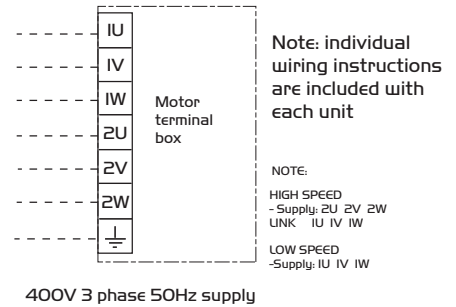 1U
1V
1W
2U
2V
2W
Motor
terminal
box
Note: individual
wiring instructions
are included with
each unit
NOTE:
HIGH SPEED
- Supply: 2U 2V 2W
LINK 1U 1V 1W
LOW SPEED
-Supply: 1U 1V 1W
400V 3 phase 50Hz supply